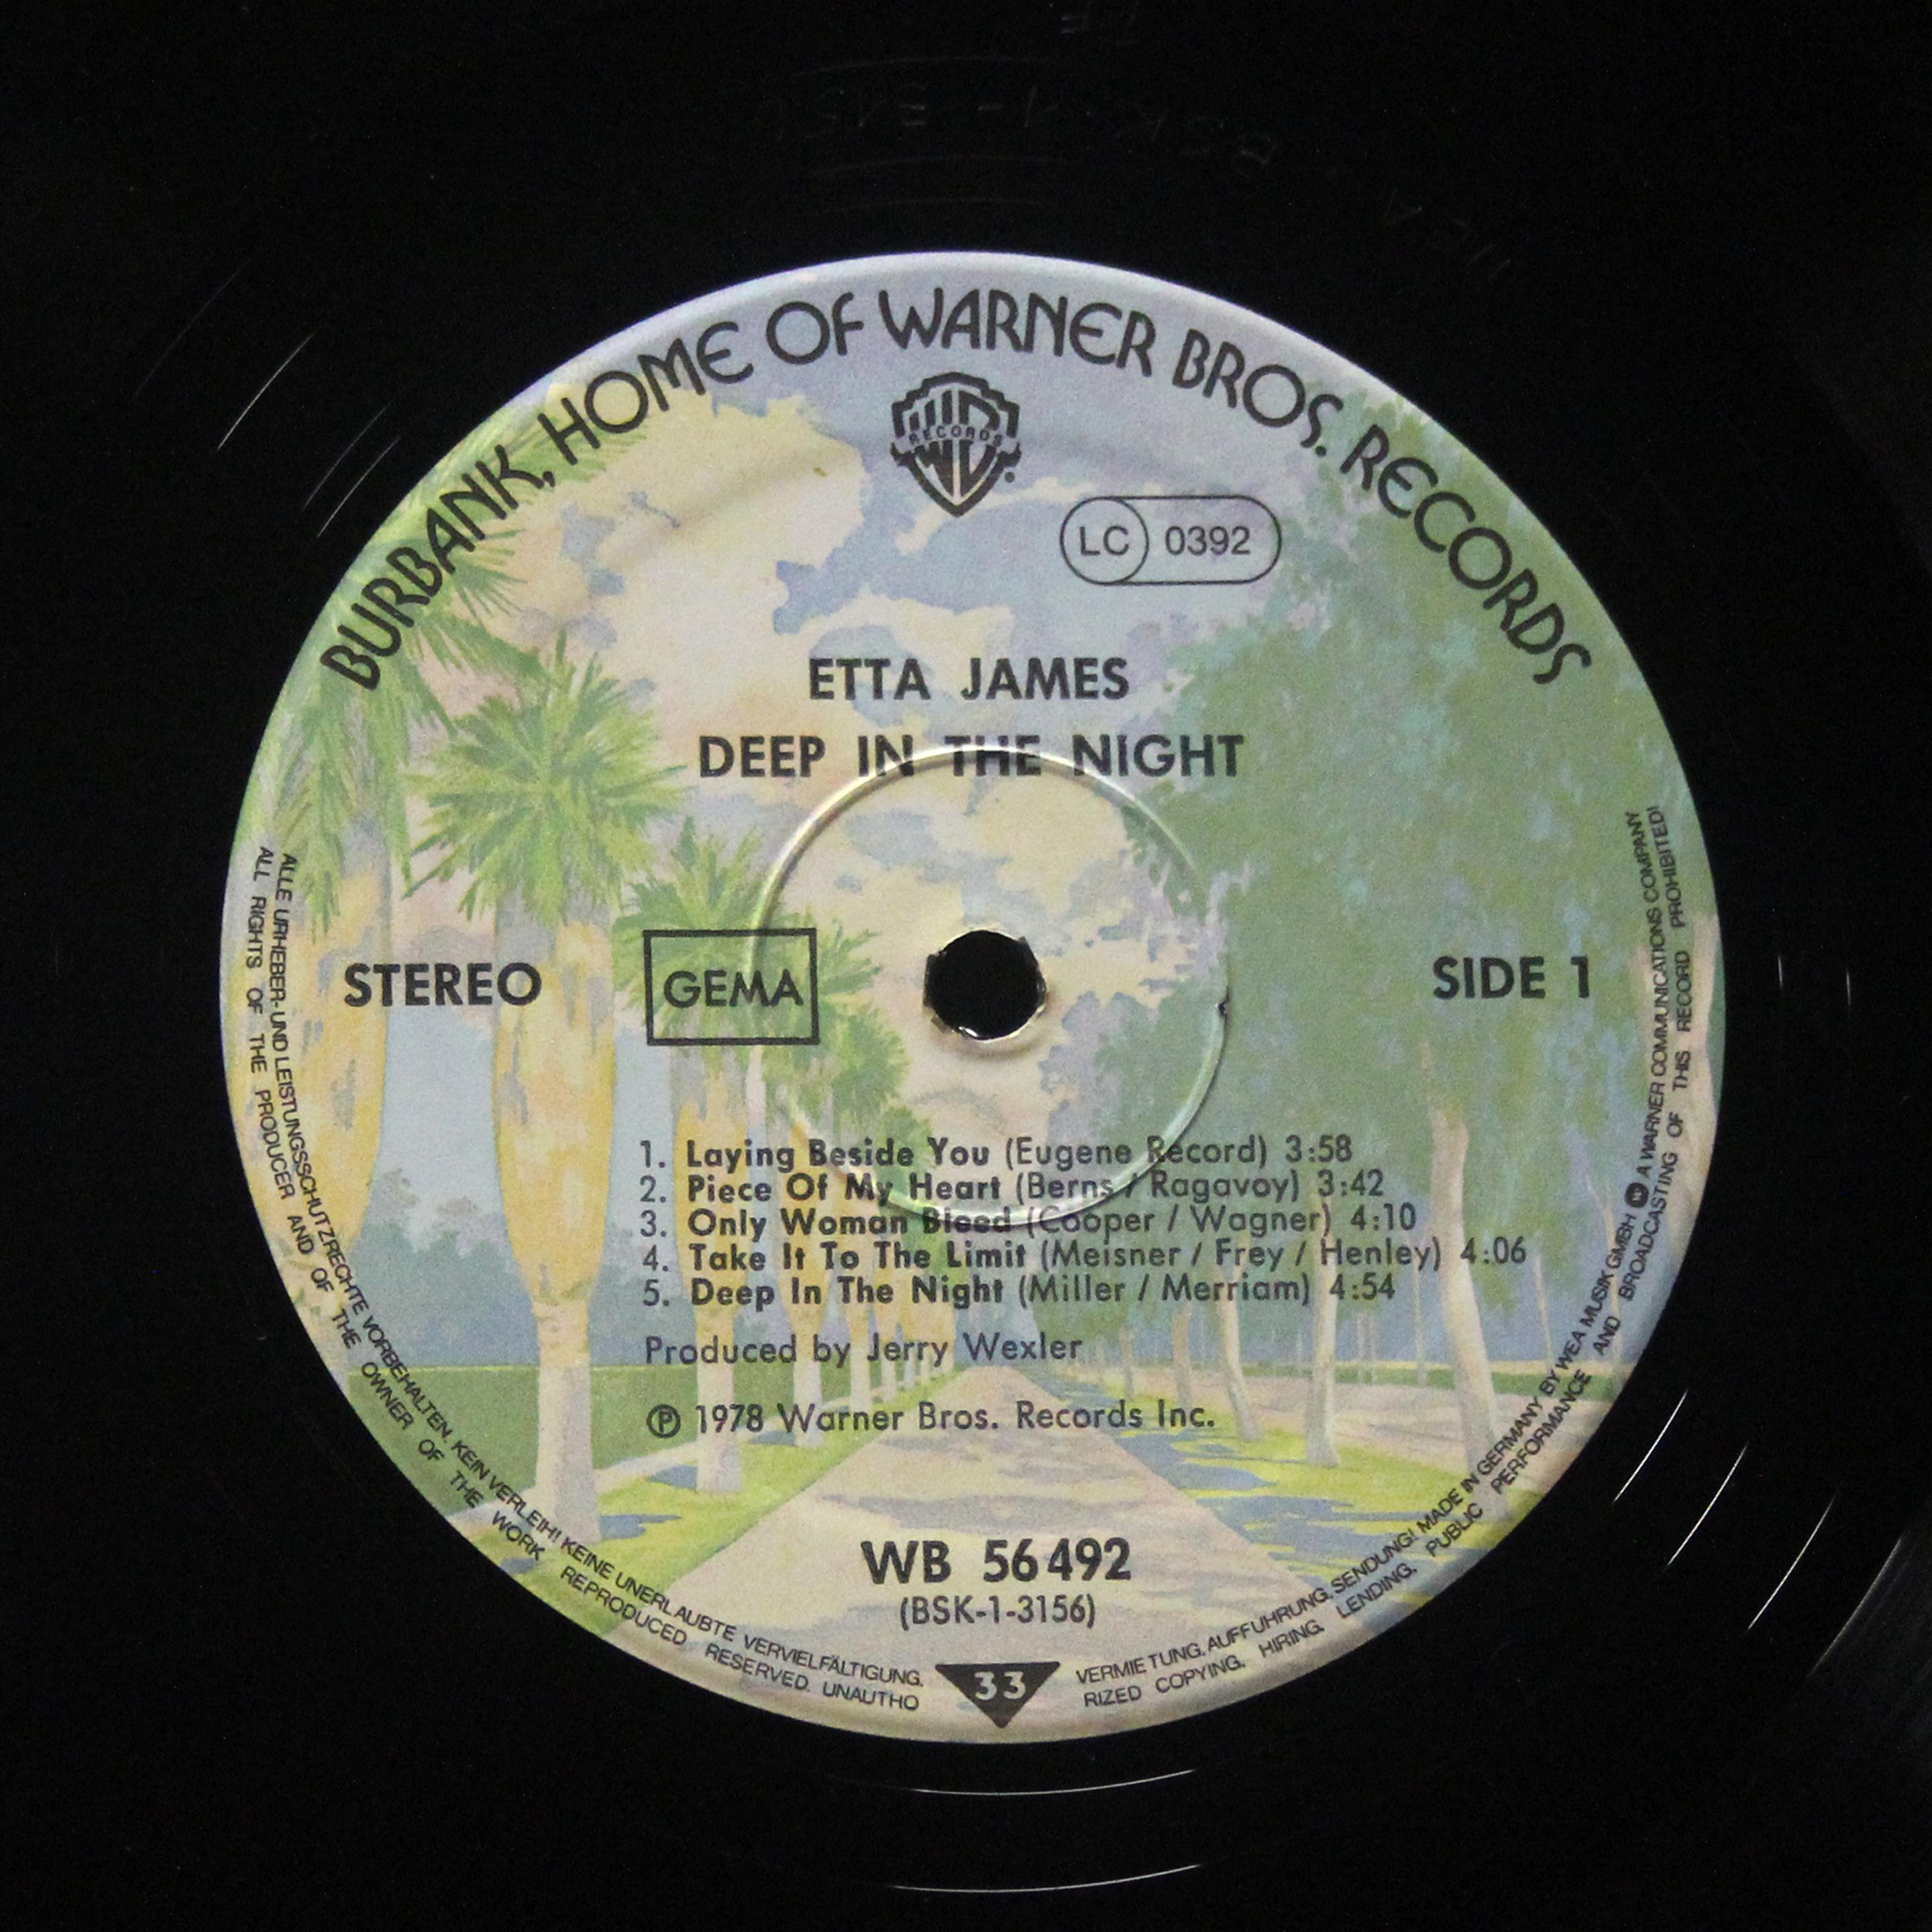 BURBANK, HOME OF WARNER BROS. RECORDS
RECORDS
LC 0392
ETTA JAMES
DEEP IN THE NIGHT
STEREO
GEMA
SIDE 1
1. Laying Beside You (Eugene Record) 3:58
2. Piece Of My Heart (Berns / Ragavoy) 3:42
3. Only Woman Bleed (Cooper / Wagner) 4:10
4. Take It To The Limit (Meisner / Frey / Henley) 4:06
5. Deep In The Night (Miller / Merriam) 4:54
Produced by Jerry Wexler
℗ 1978 Warner Bros. Records Inc.
WB 56 492
(BSK-1-3156)
33
ALLE URHEBER- UND LEISTUNGSSCHUTZRECHTE VORBEHALTEN. KEIN VERLEIH! KEINE UNERLAUBTE VERVIELFÄLTIGUNG, VERMIETUNG, AUFFUHRUNG, SENDUNG! MADE IN GERMANY BY WEA MUSIK GMBH A WARNER COMMUNICATIONS COMPANY
ALL RIGHTS OF THE PRODUCER AND OF THE OWNER OF THE WORK REPRODUCED RESERVED. UNAUTHO RIZED COPYING, HIRING, LENDING, PUBLIC PERFORMANCE AND BROADCASTING OF THIS RECORD PROHIBITED!